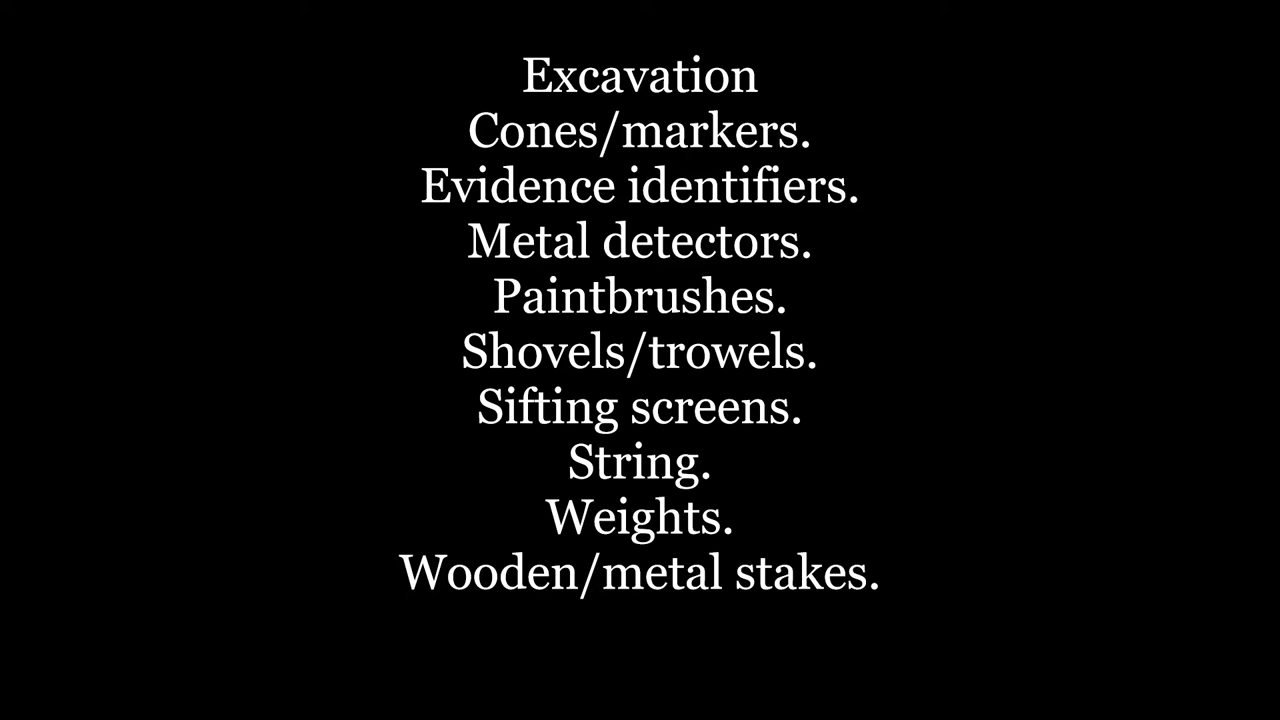 Excavation
Cones/markers.
Evidence identifiers.
Metal detectors.
Paintbrushes.
Shovels/trowels.
Sifting screens.
String.
Weights.
Wooden/metal stakes.